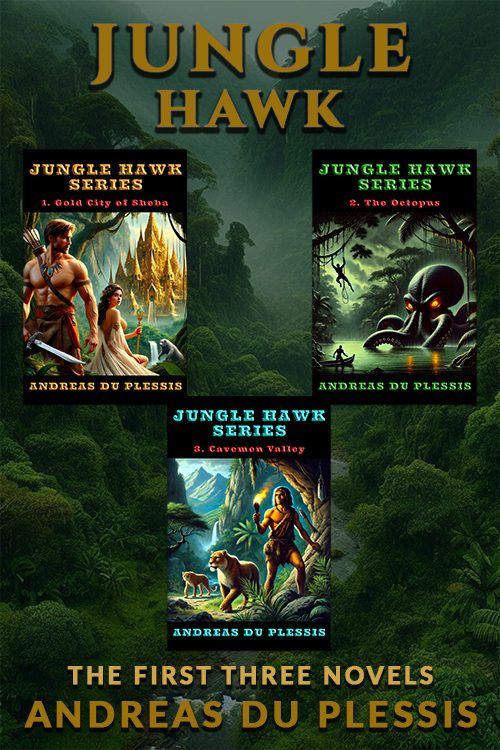 JUNGLE
HAWK
JUNGLE HAWK
SERIES
1. Gold City of Sheba
ANDREAS DU PLESSIS
JUNGLE HAWK
SERIES
2. The Octopus
ANDREAS DU PLESSIS
JUNGLE HAWK
SERIES
3. Cavemen Valley
ANDREAS DU PLESSIS
THE FIRST THREE NOVELS
ANDREAS DU PLESSIS